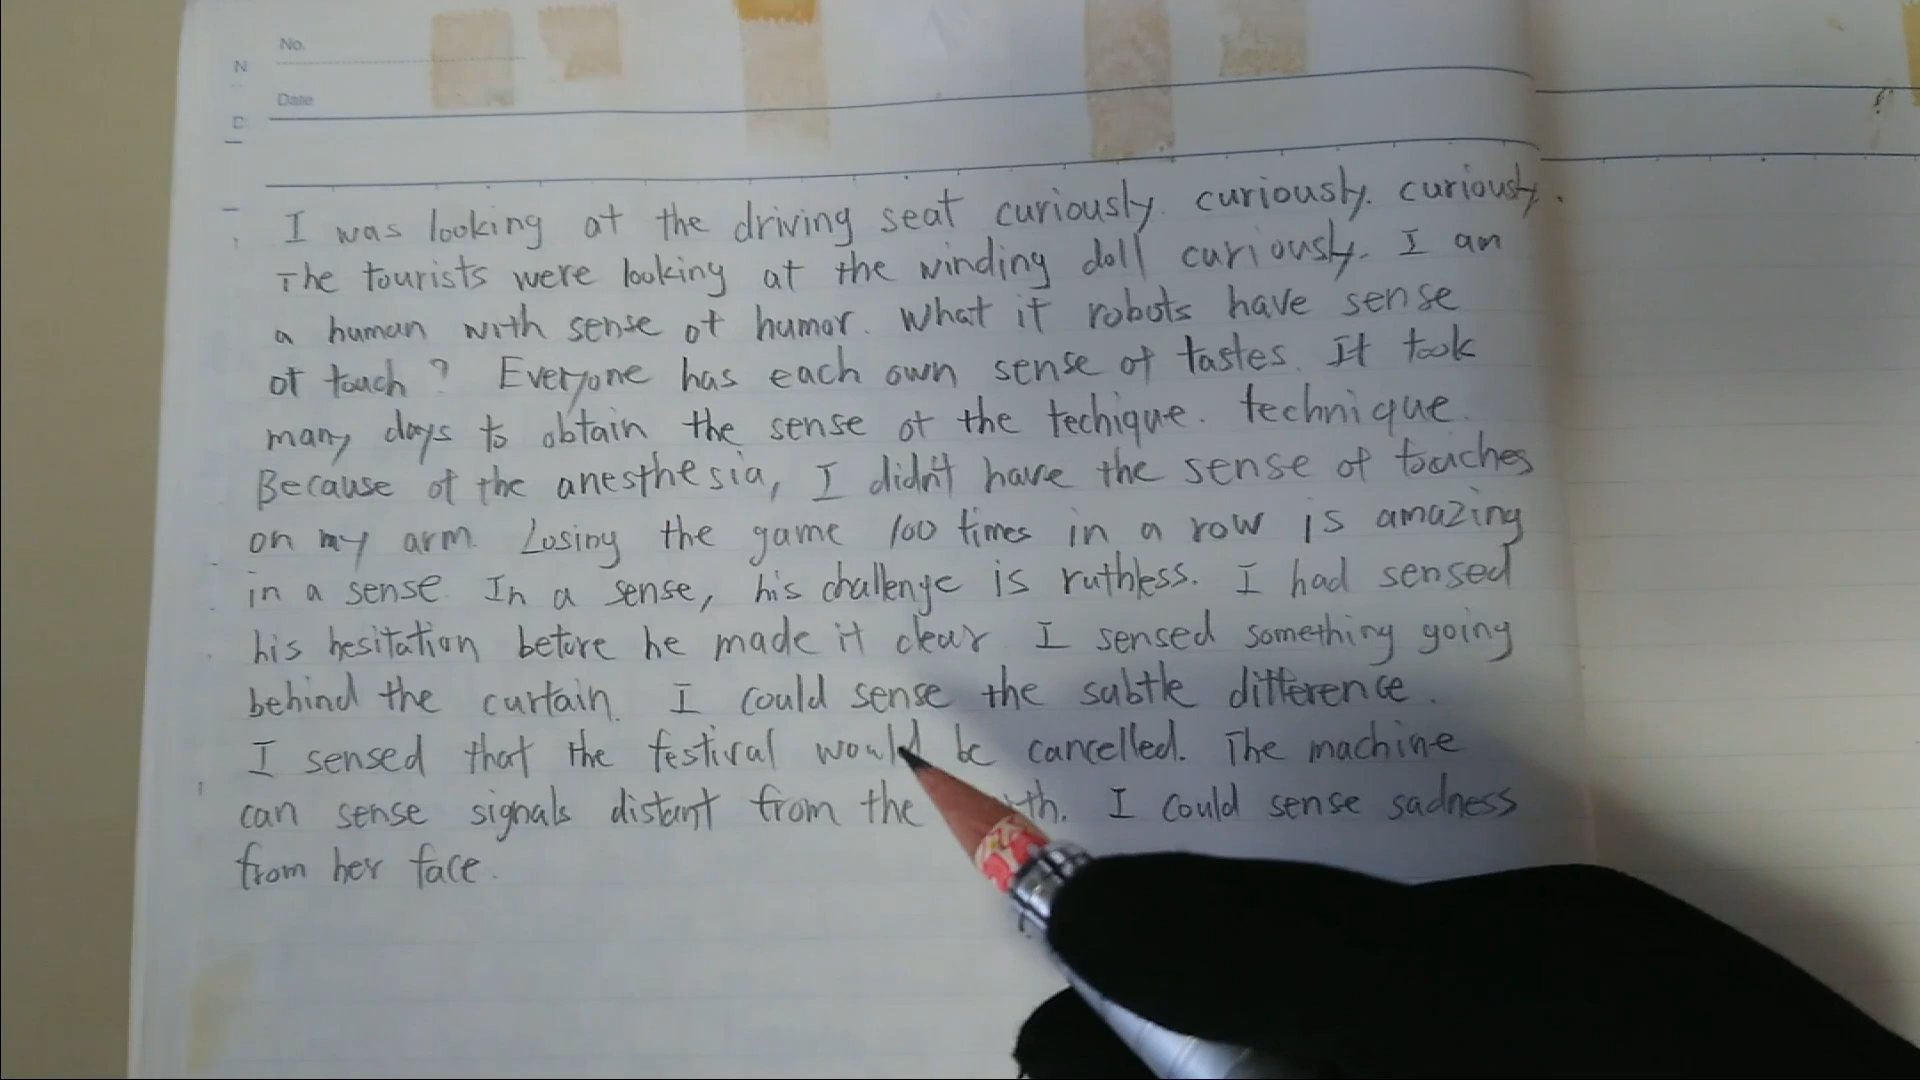 No.
N
Date
D
I was looking at the driving seat curiously. curiously. curiously.
The tourists were looking at the winding doll curiously. I am
a human with sense of humor. What if robots have sense
of touch? Everyone has each own sense of tastes. It took
many days to obtain the sense of the techique. technique.
Because of the anesthesia, I didn't have the sense of touches
on my arm. Losing the game 100 times in a row is amazing
in a sense. In a sense, his challenge is ruthless. I had sensed
his hesitation before he made it clear. I sensed something going
behind the curtain. I could sense the subtle difference.
I sensed that the festival would be cancelled. The machine
can sense signals distant from the I could sense sadness
from her face.